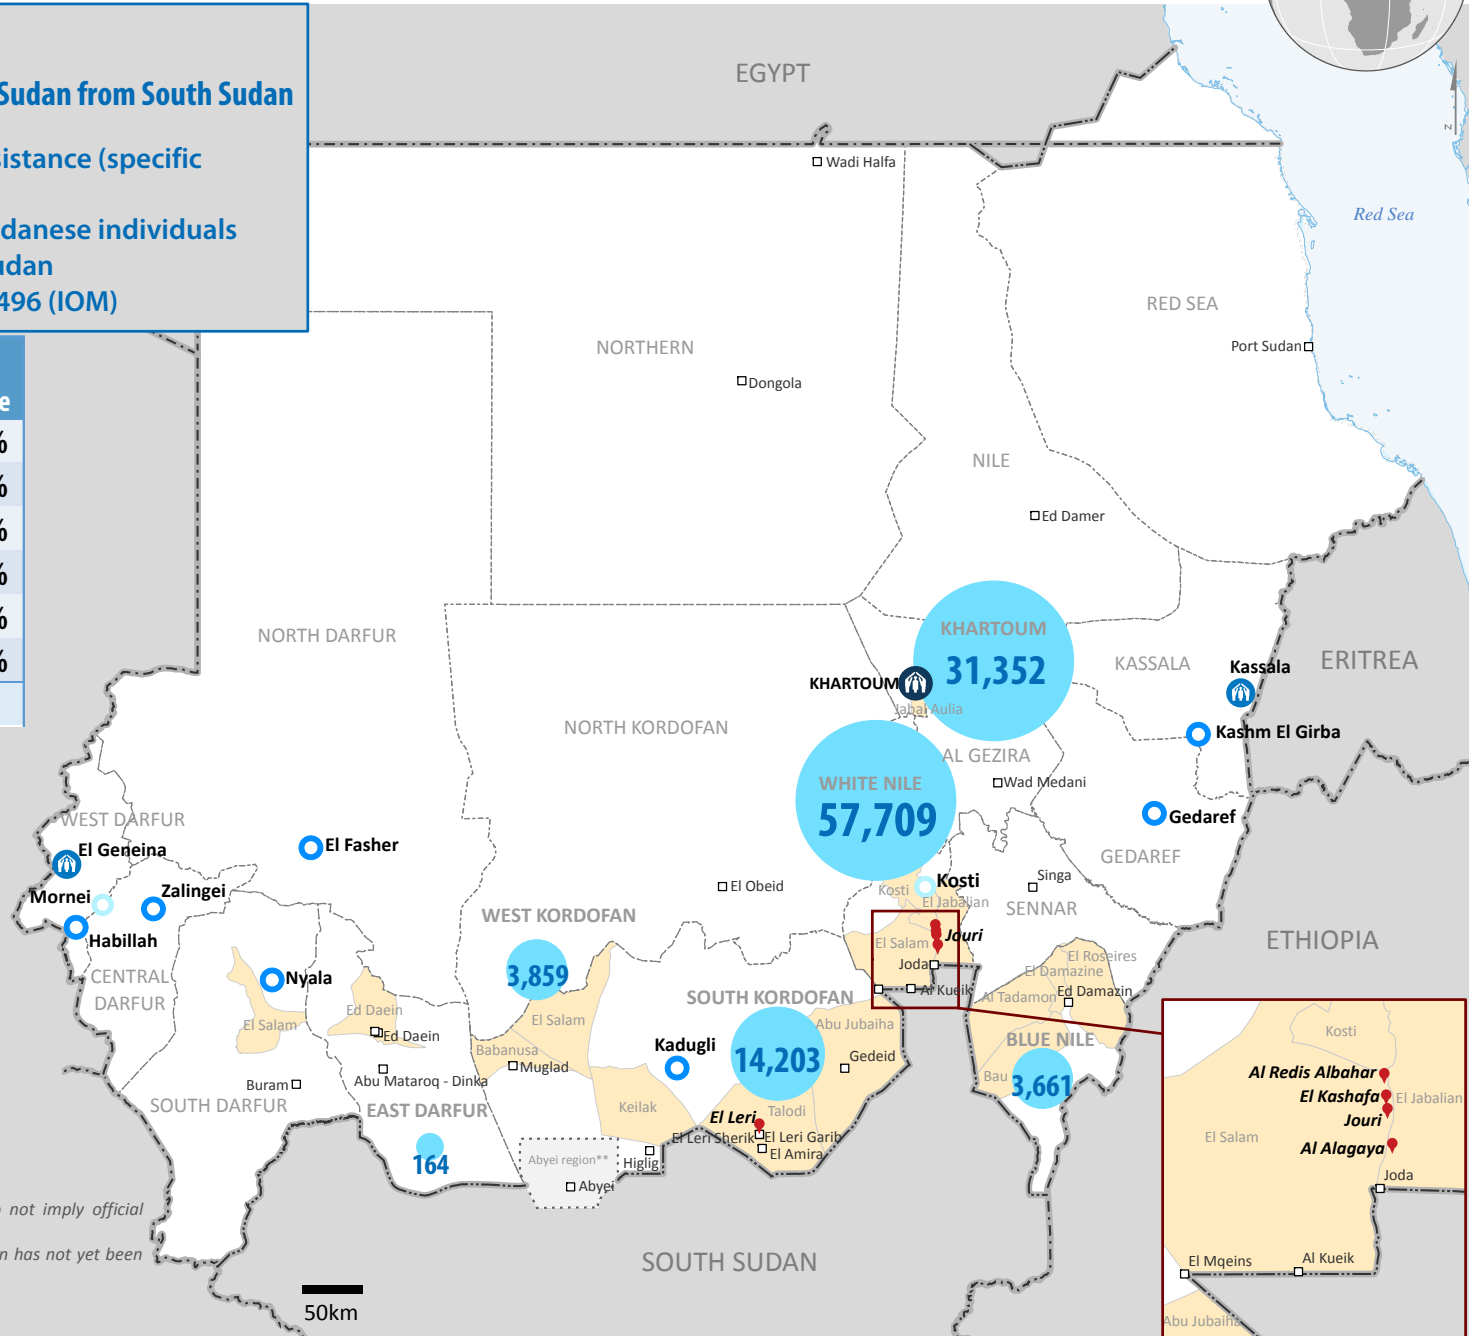 Sudan from South Sudan
sistance (specific
danese individuals
udan
496 (IOM)
e
%
%
%
%
%
%
EGYPT
Wadi Halfa
Red Sea
N
RED SEA
Port Sudan
NORTHERN
Dongola
NILE
Ed Damer
NORTH DARFUR
KHARTOUM
31,352
KHARTOUM
Jabal Aulia
KASSALA
Kassala
ERITREA
Kashm El Girba
NORTH KORDOFAN
AL GEZIRA
WHITE NILE
57,709
Wad Medani
Gedaref
GEDAREF
WEST DARFUR
El Geneina
El Fasher
Mornei
Zalingei
Habillah
El Obeid
Kosti
Kosti
El Jabalian
Singa
SENNAR
WEST KORDOFAN
3,859
El Salam
Jouri
Joda
Al Kueik
ETHIOPIA
CENTRAL
DARFUR
Nyala
El Salam
Ed Daein
Ed Daein
El Salam
SOUTH KORDOFAN
Abu Jubaiha
El Roseires
El Damazine
Al Tadamon
Ed Damazin
BLUE NILE
Bau
3,661
Babanusa
Muglad
Kadugli
14,203
Gedeid
Buram
Abu Mataroq - Dinka
SOUTH DARFUR
EAST DARFUR
164
Keilak
El Leri
Talodi
El Leri Sherik
El Leri Garib
El Amira
Abyei region**
Higlig
Abyei
SOUTH SUDAN
50km
o not imply official
n has not yet been
Kosti
Al Redis Albahar
El Kashafa
El Jabalian
Jouri
El Salam
Al Alagaya
Joda
El Mqeins
Al Kueik
Abu Jubaiha